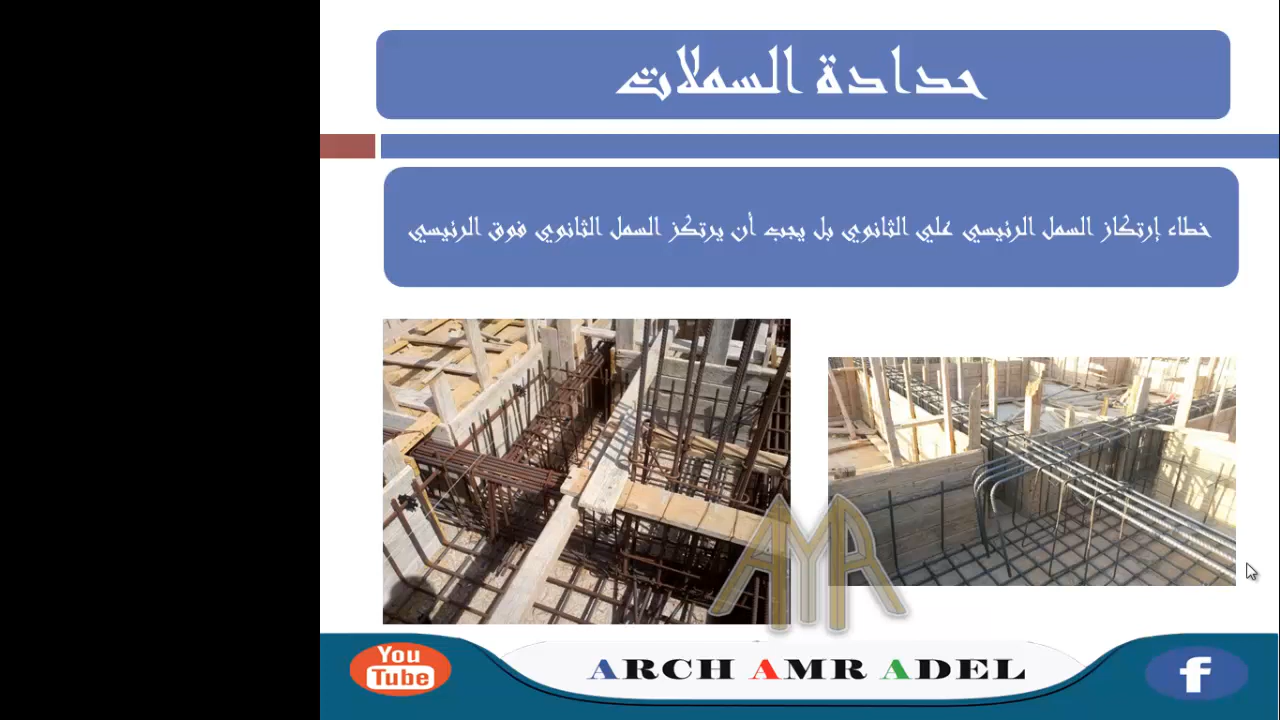 حدادة السملات
خطاء إرتكاز السمل الرئيسي علي الثانوي بل يجب أن يرتكز السمل الثانوي فوق الرئيسي
AYA
You
Tube
ARCH AMR ADEL
f